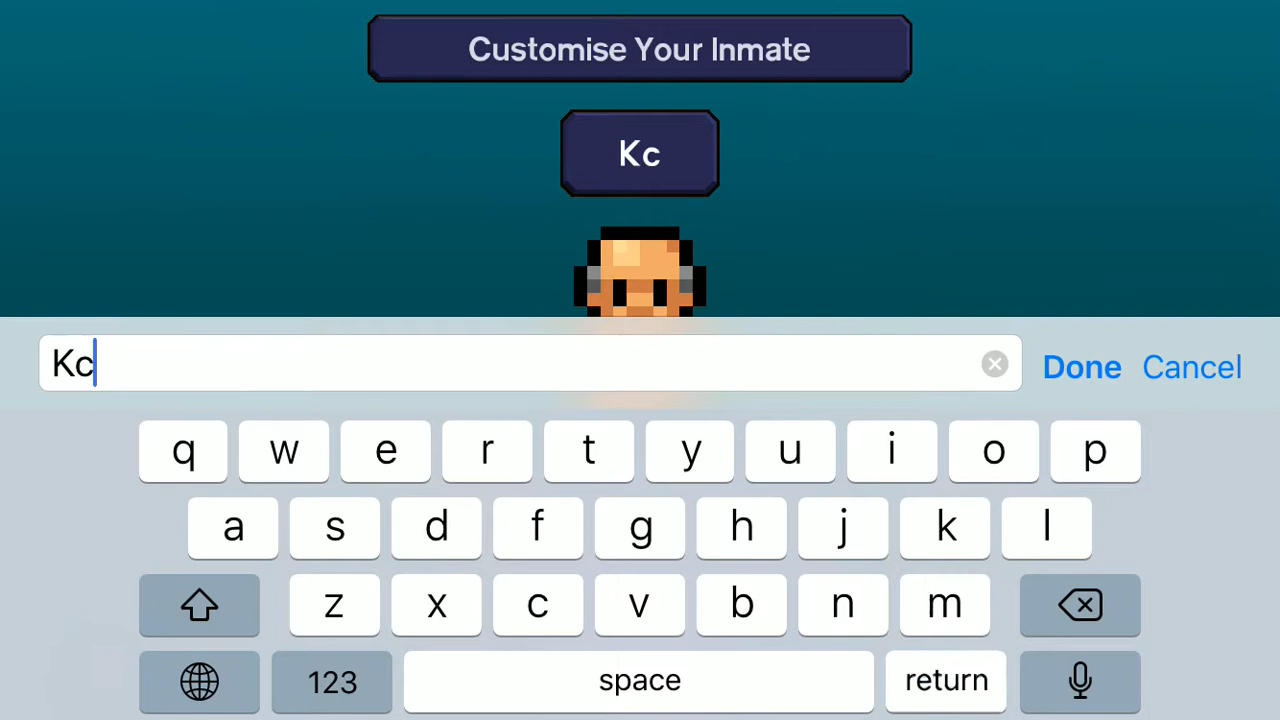 Customise Your Inmate
Kc
Kc
Done Cancel
q w e r t y u i o p
a s d f g h j k l
z x c v b n m
123 space return